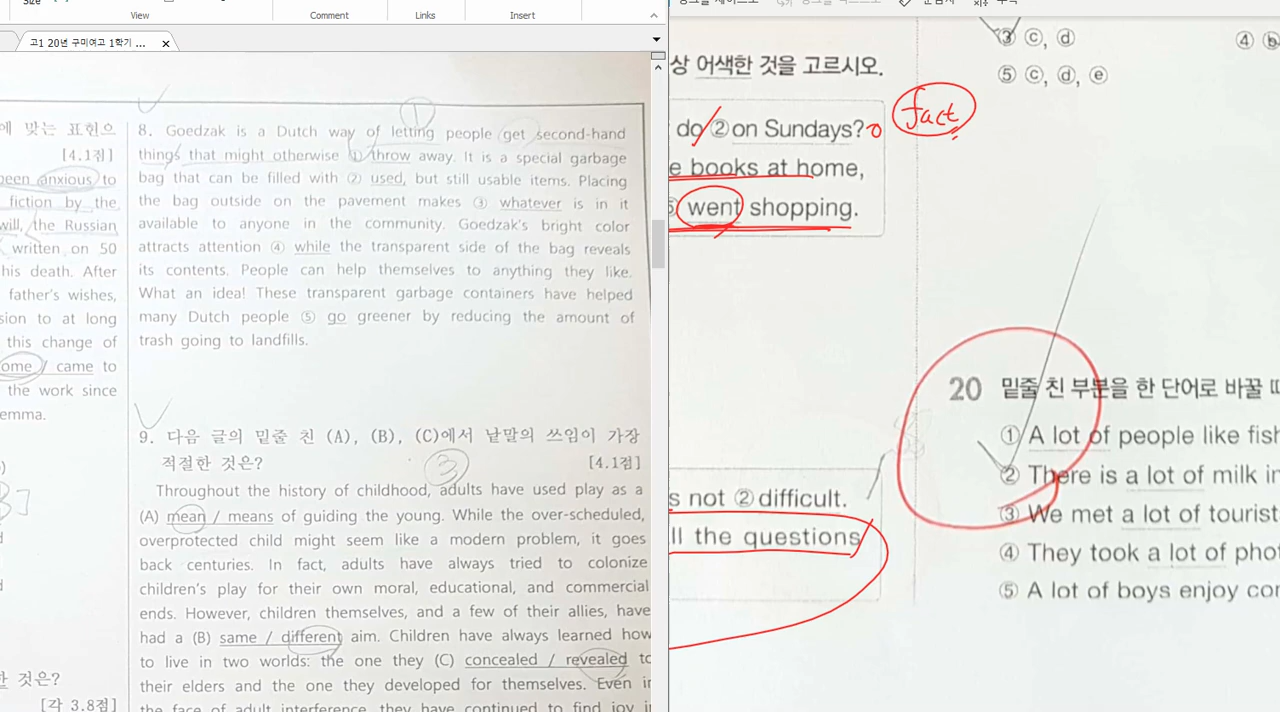 View
Comment
Links
Insert
고1 20년 구미여고 1학기 ...
에 맞는 표현으
[4.1점]
been anxious to
fiction by the
will, the Russian
written on 50
his death. After
father's wishes,
sion to at long
this change of
ome / came to
the work since
emma.
한 것은?
[각 3.8점]
①
8. Goedzak is a Dutch way of letting people get second-hand
things that might otherwise ① throw away. It is a special garbage
bag that can be filled with ② used, but still usable items. Placing
the bag outside on the pavement makes ③ whatever is in it
available to anyone in the community. Goedzak's bright color
attracts attention ④ while the transparent side of the bag reveals
its contents. People can help themselves to anything they like.
What an idea! These transparent garbage containers have helped
many Dutch people ⑤ go greener by reducing the amount of
trash going to landfills.
9. 다음 글의 밑줄 친 (A), (B), (C)에서 낱말의 쓰임이 가장
적절한 것은?
[4.1점]
③
Throughout the history of childhood, adults have used play as a
(A) mean / means of guiding the young. While the over-scheduled,
overprotected child might seem like a modern problem, it goes
back centuries. In fact, adults have always tried to colonize
children's play for their own moral, educational, and commercial
ends. However, children themselves, and a few of their allies, have
had a (B) same / different aim. Children have always learned how
to live in two worlds: the one they (C) concealed / revealed to
their elders and the one they developed for themselves. Even in
the face of adult interference, they have continued to find joy i
상 어색한 것을 고르시오.
do ② on Sundays?
e books at home,
⑤ went shopping.
fact
s not ② difficult.
ll the questions
③ ⓒ, ⓓ
④ ⓑ
⑤ ⓒ, ⓓ, ⓔ
20 밑줄 친 부분을 한 단어로 바꿀 때
① A lot of people like fish
② There is a lot of milk in
③ We met a lot of tourist
④ They took a lot of phot
⑤ A lot of boys enjoy co